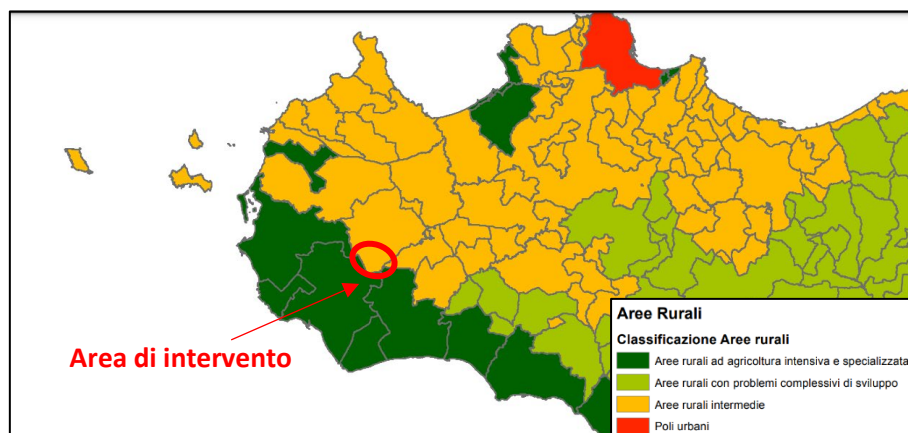 Area di intervento
Aree Rurali
Classificazione Aree rurali
Aree rurali ad agricoltura intensiva e specializzata
Aree rurali con problemi complessivi di sviluppo
Aree rurali intermedie
Poli urbani